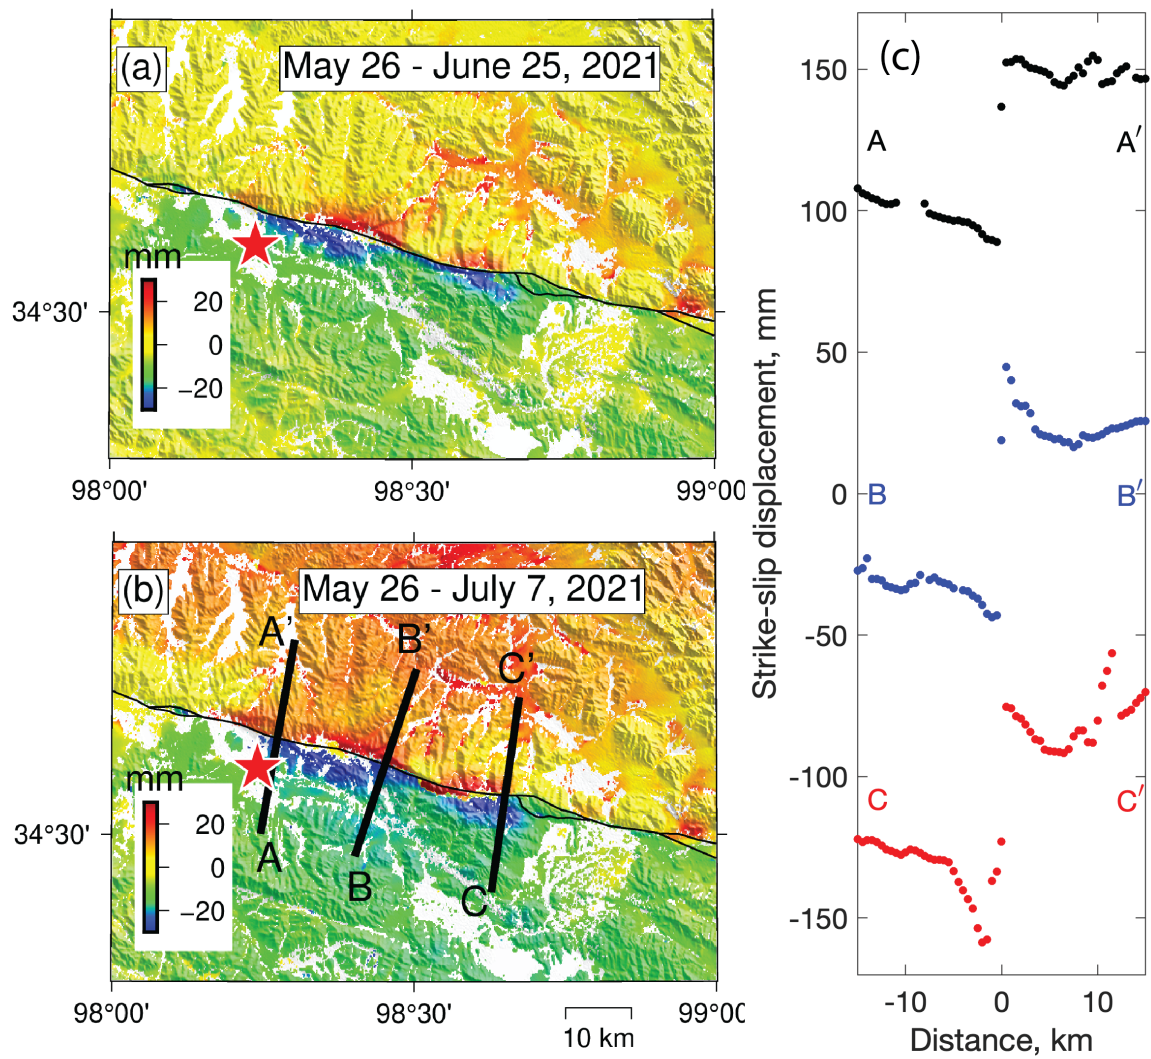 (a)
May 26 - June 25, 2021
mm
20
0
−20
34°30'
98°00'
98°30'
99°00
(b)
May 26 - July 7, 2021
A'
B'
C'
mm
20
0
−20
34°30'
A
B
C
98°00'
98°30'
99°00
10 km
(c)
150
100
50
0
-50
-100
-150
A
A′
B
B′
C
C′
Strike-slip displacement, mm
-10
0
10
Distance, km